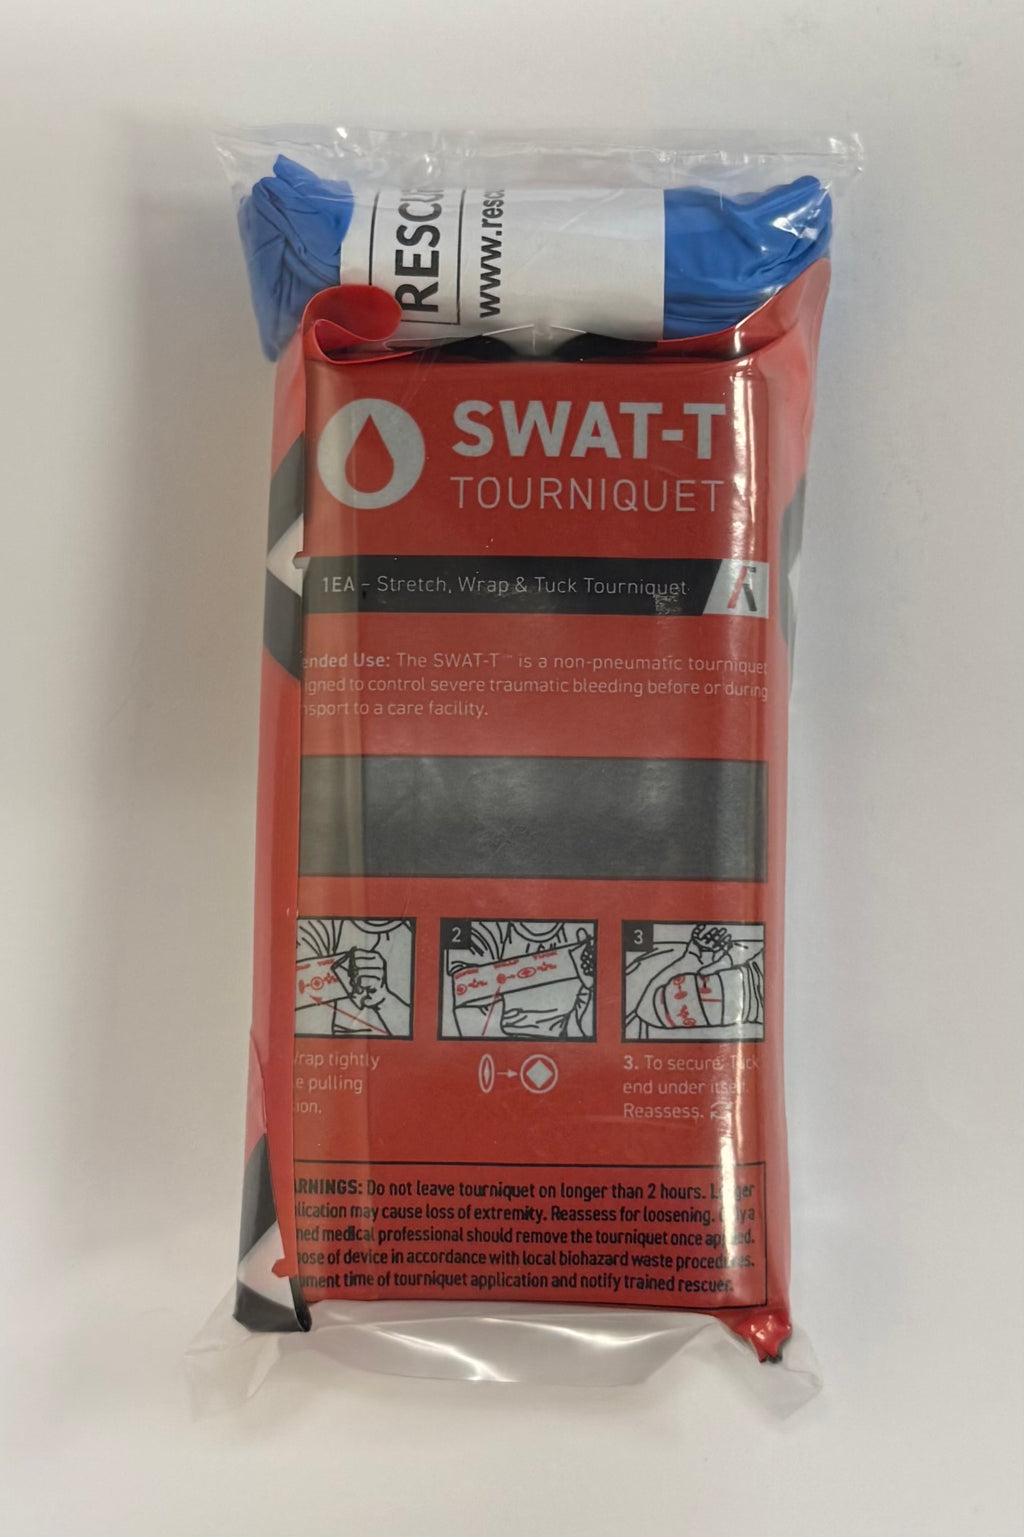 RESCU
www.resc
SWAT-T
TOURNIQUET
1EA – Stretch, Wrap & Tuck Tourniquet
ended Use: The SWAT-T™ is a non-pneumatic tourniquet
igned to control severe traumatic bleeding before or during
nsport to a care facility.
2
3
rap tightly
e pulling
ion.
3. To secure: Tuck
end under itself.
Reassess.
ARNINGS: Do not leave tourniquet on longer than 2 hours. Longer
lication may cause loss of extremity. Reassess for loosening. Only a
ned medical professional should remove the tourniquet once applied.
ose of device in accordance with local biohazard waste procedures.
ument time of tourniquet application and notify trained rescuer.